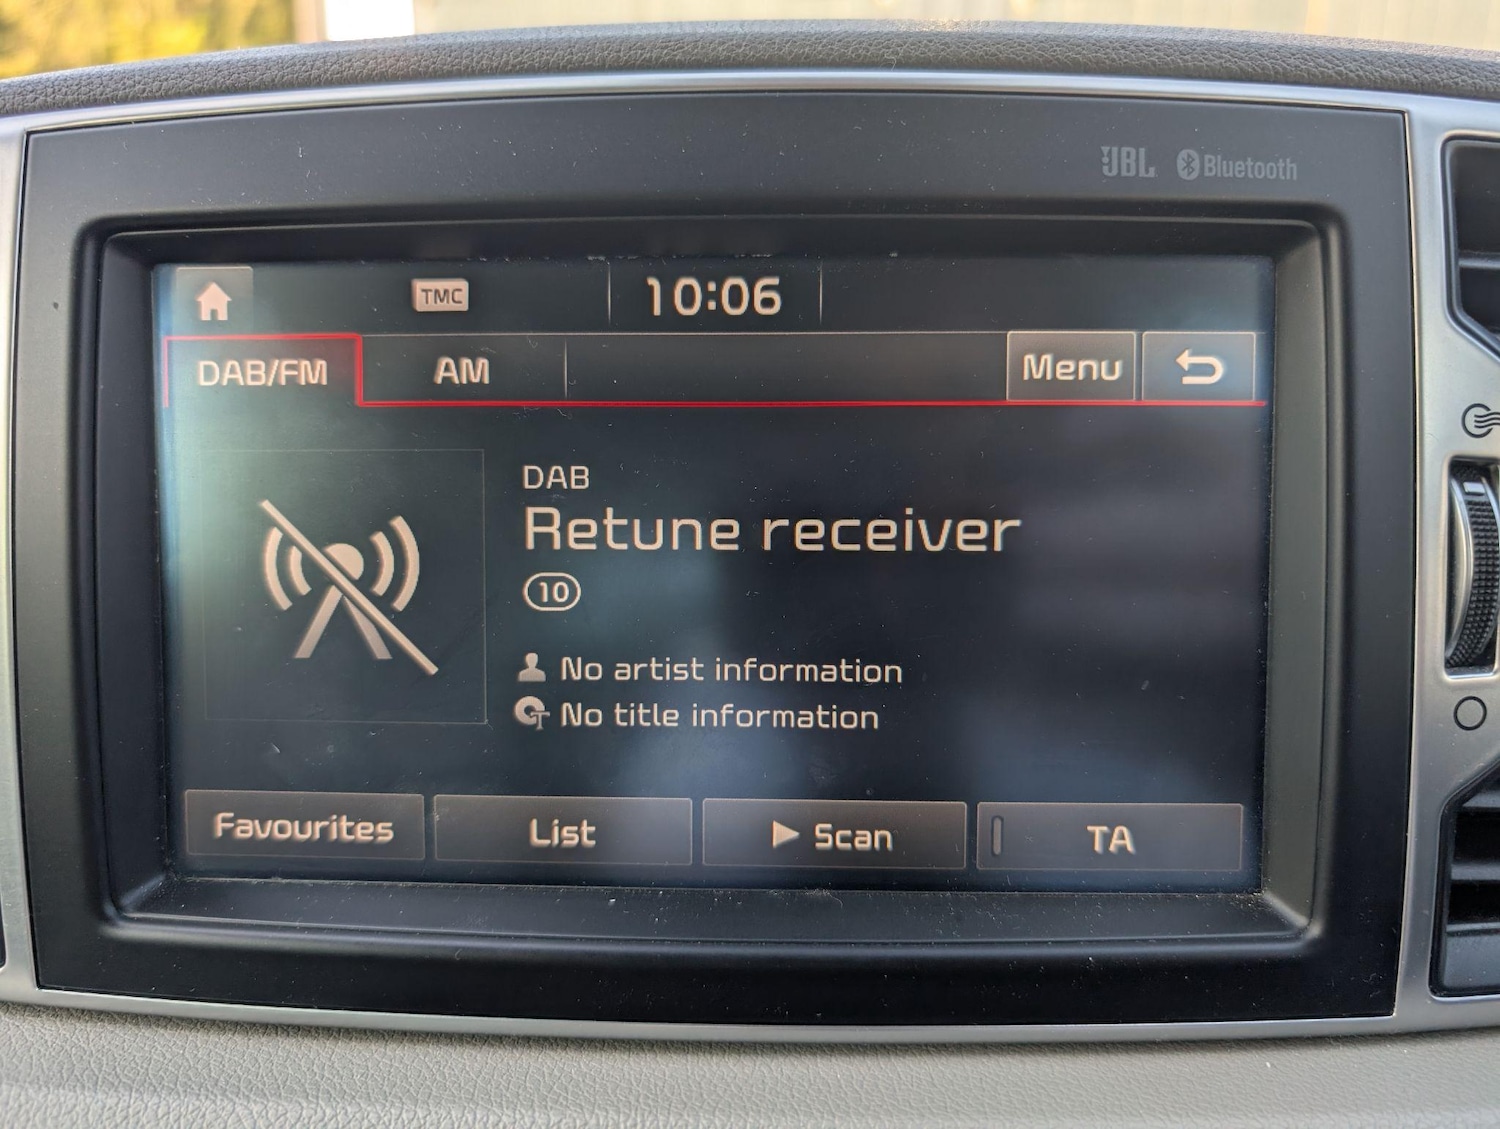 JBL Bluetooth
TMC 10:06
DAB/FM AM Menu
DAB
Retune receiver
10
No artist information
No title information
Favourites List Scan TA